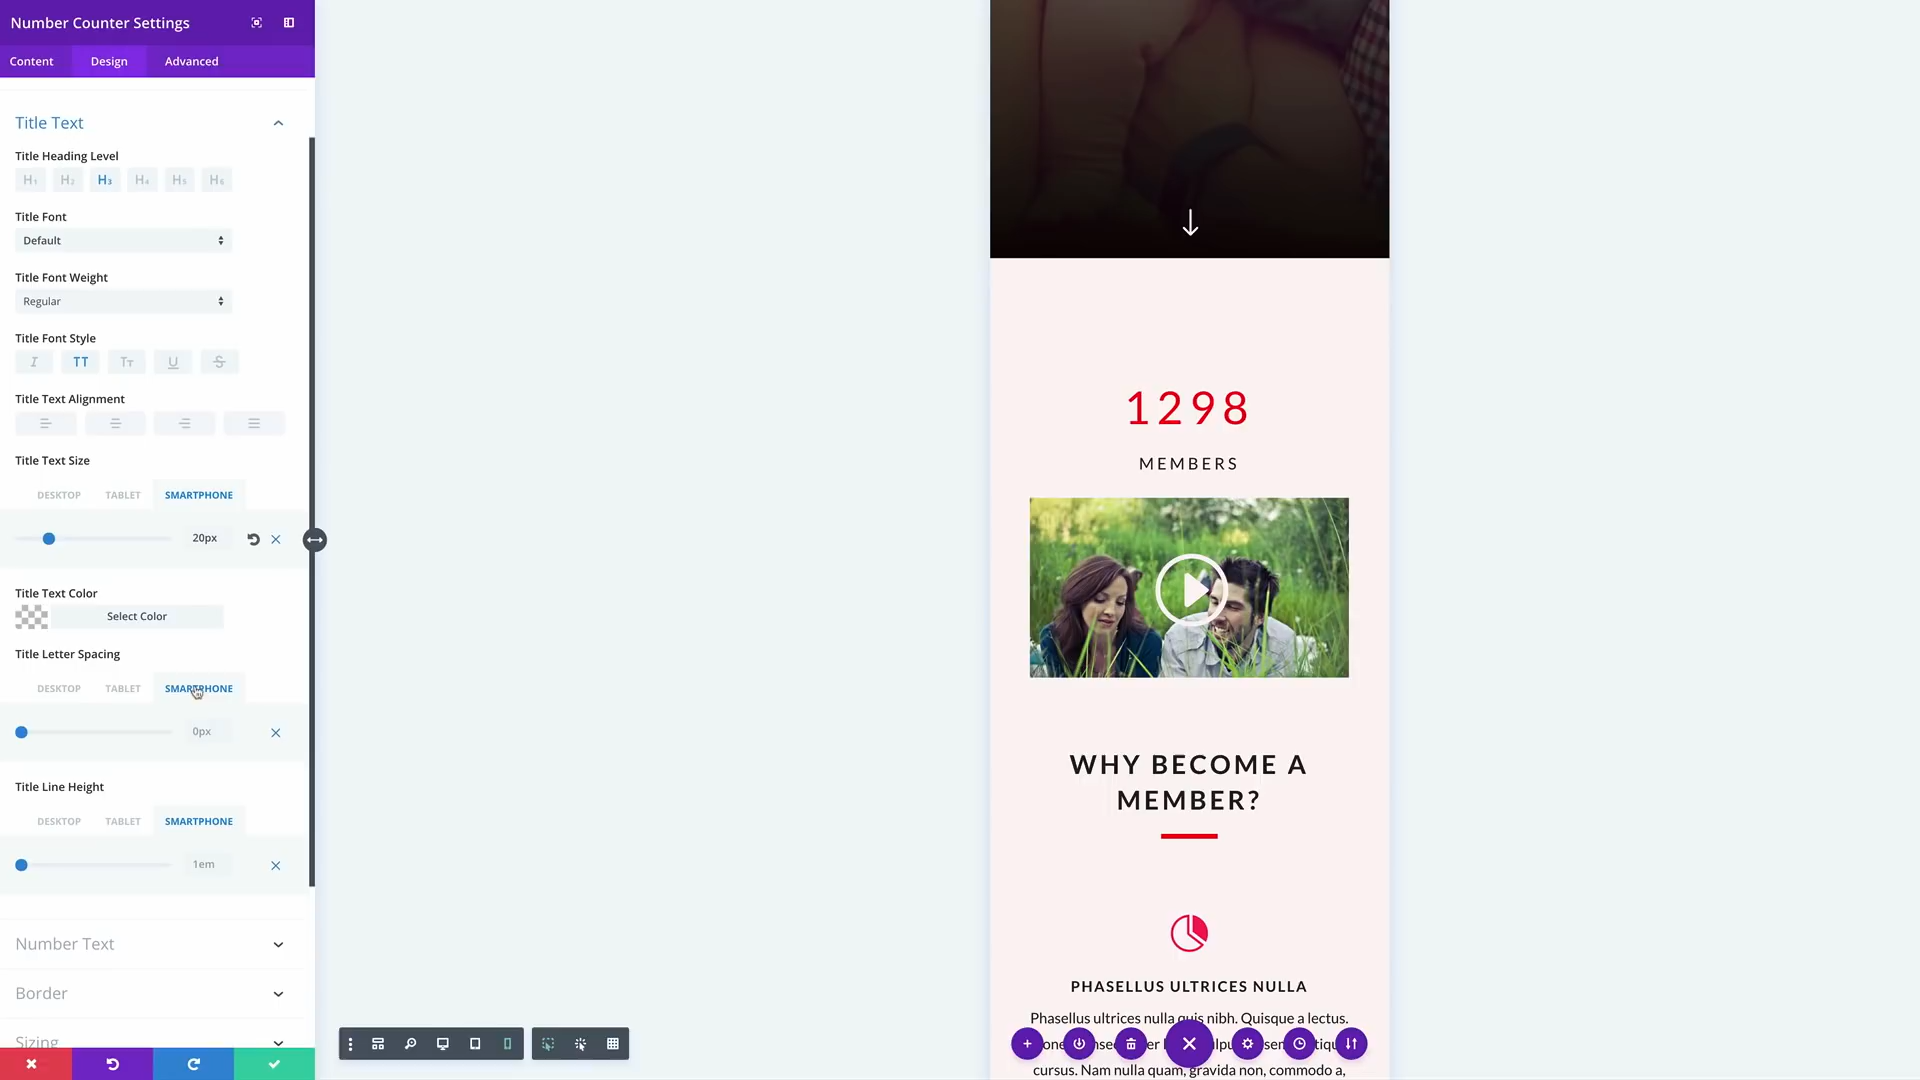 Number Counter Settings
Content
Design
Advanced
Title Text
Title Heading Level
H1
H2
H3
H4
H5
H6
Title Font
Default
Title Font Weight
Regular
Title Font Style
I
TT
Tт
U
S
Title Text Alignment
Title Text Size
DESKTOP
TABLET
SMARTPHONE
20px
Title Text Color
Select Color
Title Letter Spacing
DESKTOP
TABLET
SMARTPHONE
0px
Title Line Height
DESKTOP
TABLET
SMARTPHONE
1em
Number Text
Border
Sizing
1298
MEMBERS
WHY BECOME A
MEMBER?
PHASELLUS ULTRICES NULLA
Phasellus ultrices nulla quis nibh. Quisque a lectus.
cursus. Nam nulla quam, gravida non, commodo a,